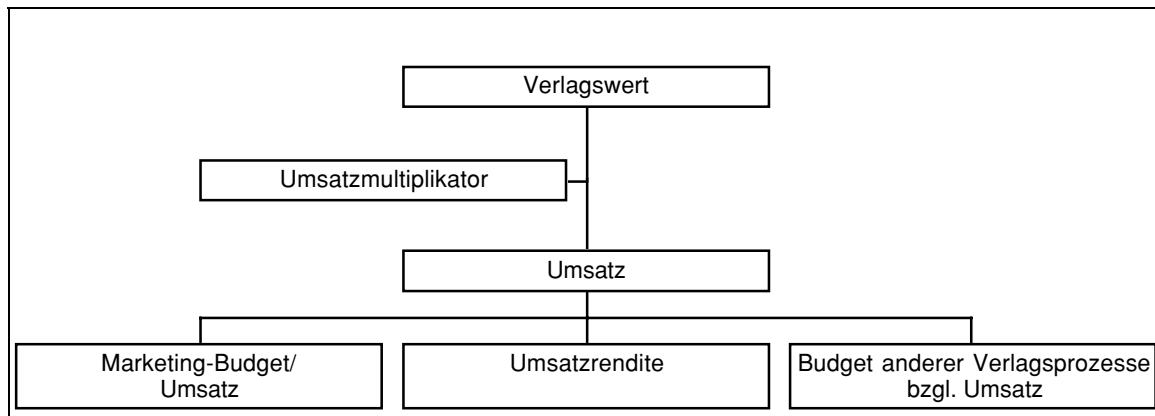 Verlagswert
Umsatzmultiplikator
Umsatz
Marketing-Budget/
Umsatz
Umsatzrendite
Budget anderer Verlagsprozesse
bzgl. Umsatz